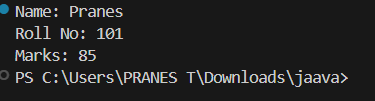 Name: Pranes
Roll No: 101
Marks: 85
PS C:\Users\PRANES T\Downloads\jaava>